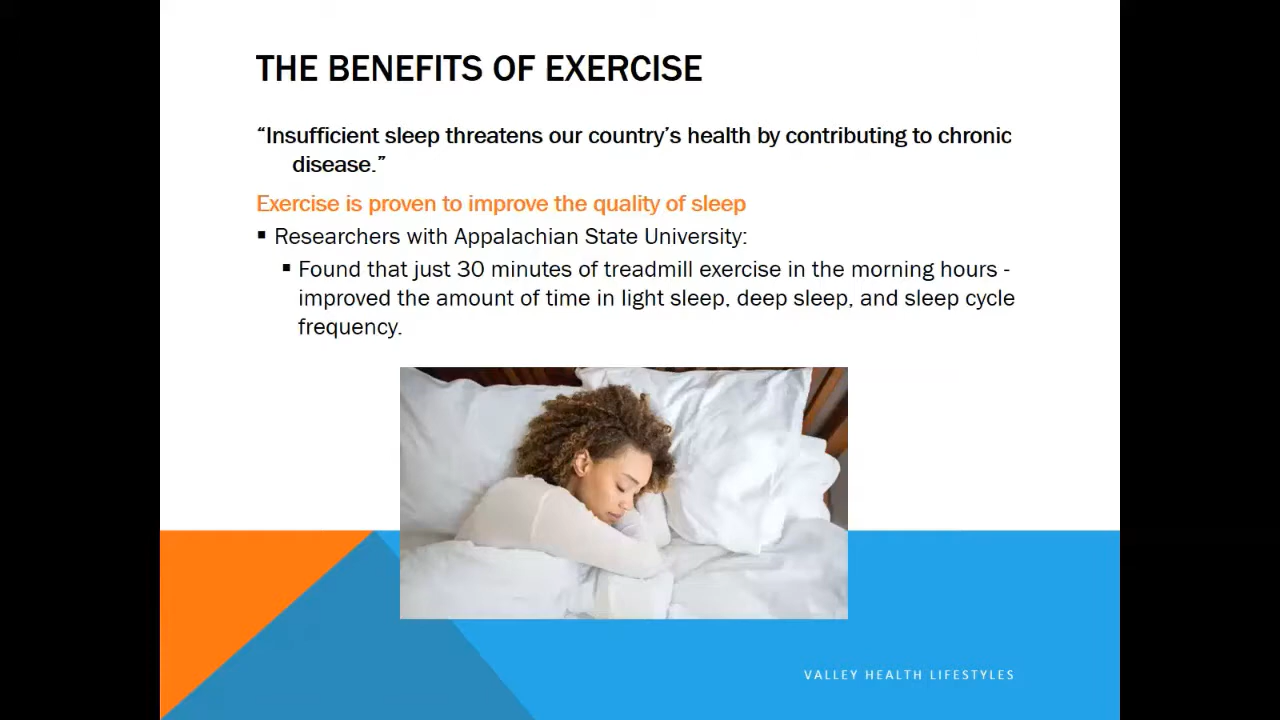 THE BENEFITS OF EXERCISE
“Insufficient sleep threatens our country’s health by contributing to chronic
disease.”
Exercise is proven to improve the quality of sleep
▪ Researchers with Appalachian State University:
▪ Found that just 30 minutes of treadmill exercise in the morning hours -
improved the amount of time in light sleep, deep sleep, and sleep cycle
frequency.
VALLEY HEALTH LIFESTYLES